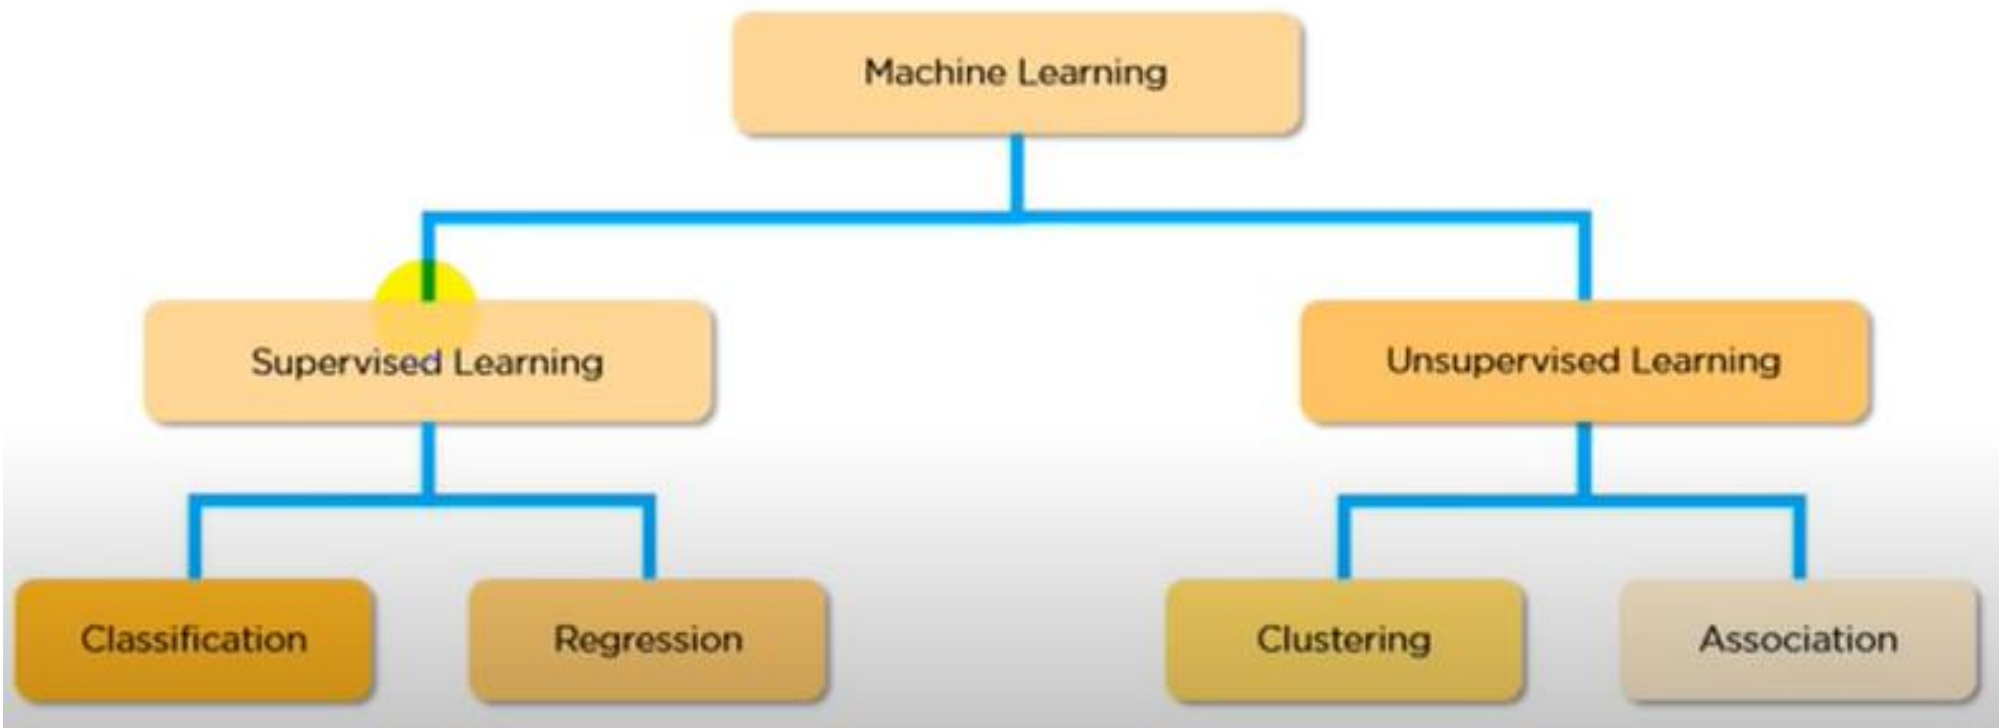 Machine Learning
Supervised Learning
Unsupervised Learning
Classification
Regression
Clustering
Association